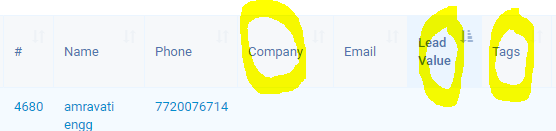 # Name Phone Company Email Lead Value Tags
4680 amravati engg 7720076714